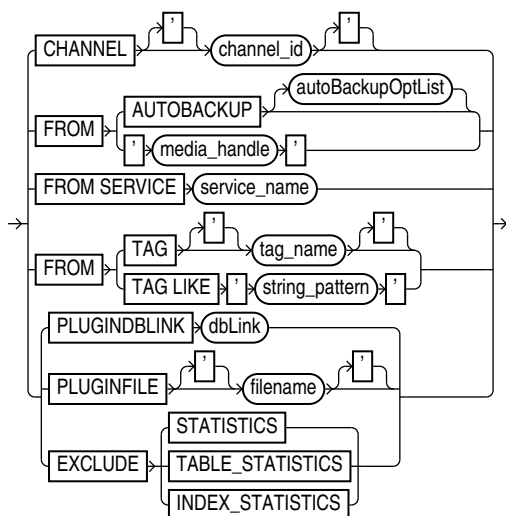 CHANNEL ' channel_id '
AUTOBACKUP autoBackupOptList
FROM
' media_handle '
FROM SERVICE service_name
TAG ' tag_name '
FROM
TAG LIKE ' string_pattern '
PLUGINDBLINK dbLink
PLUGINFILE ' filename '
STATISTICS
EXCLUDE TABLE_STATISTICS
INDEX_STATISTICS